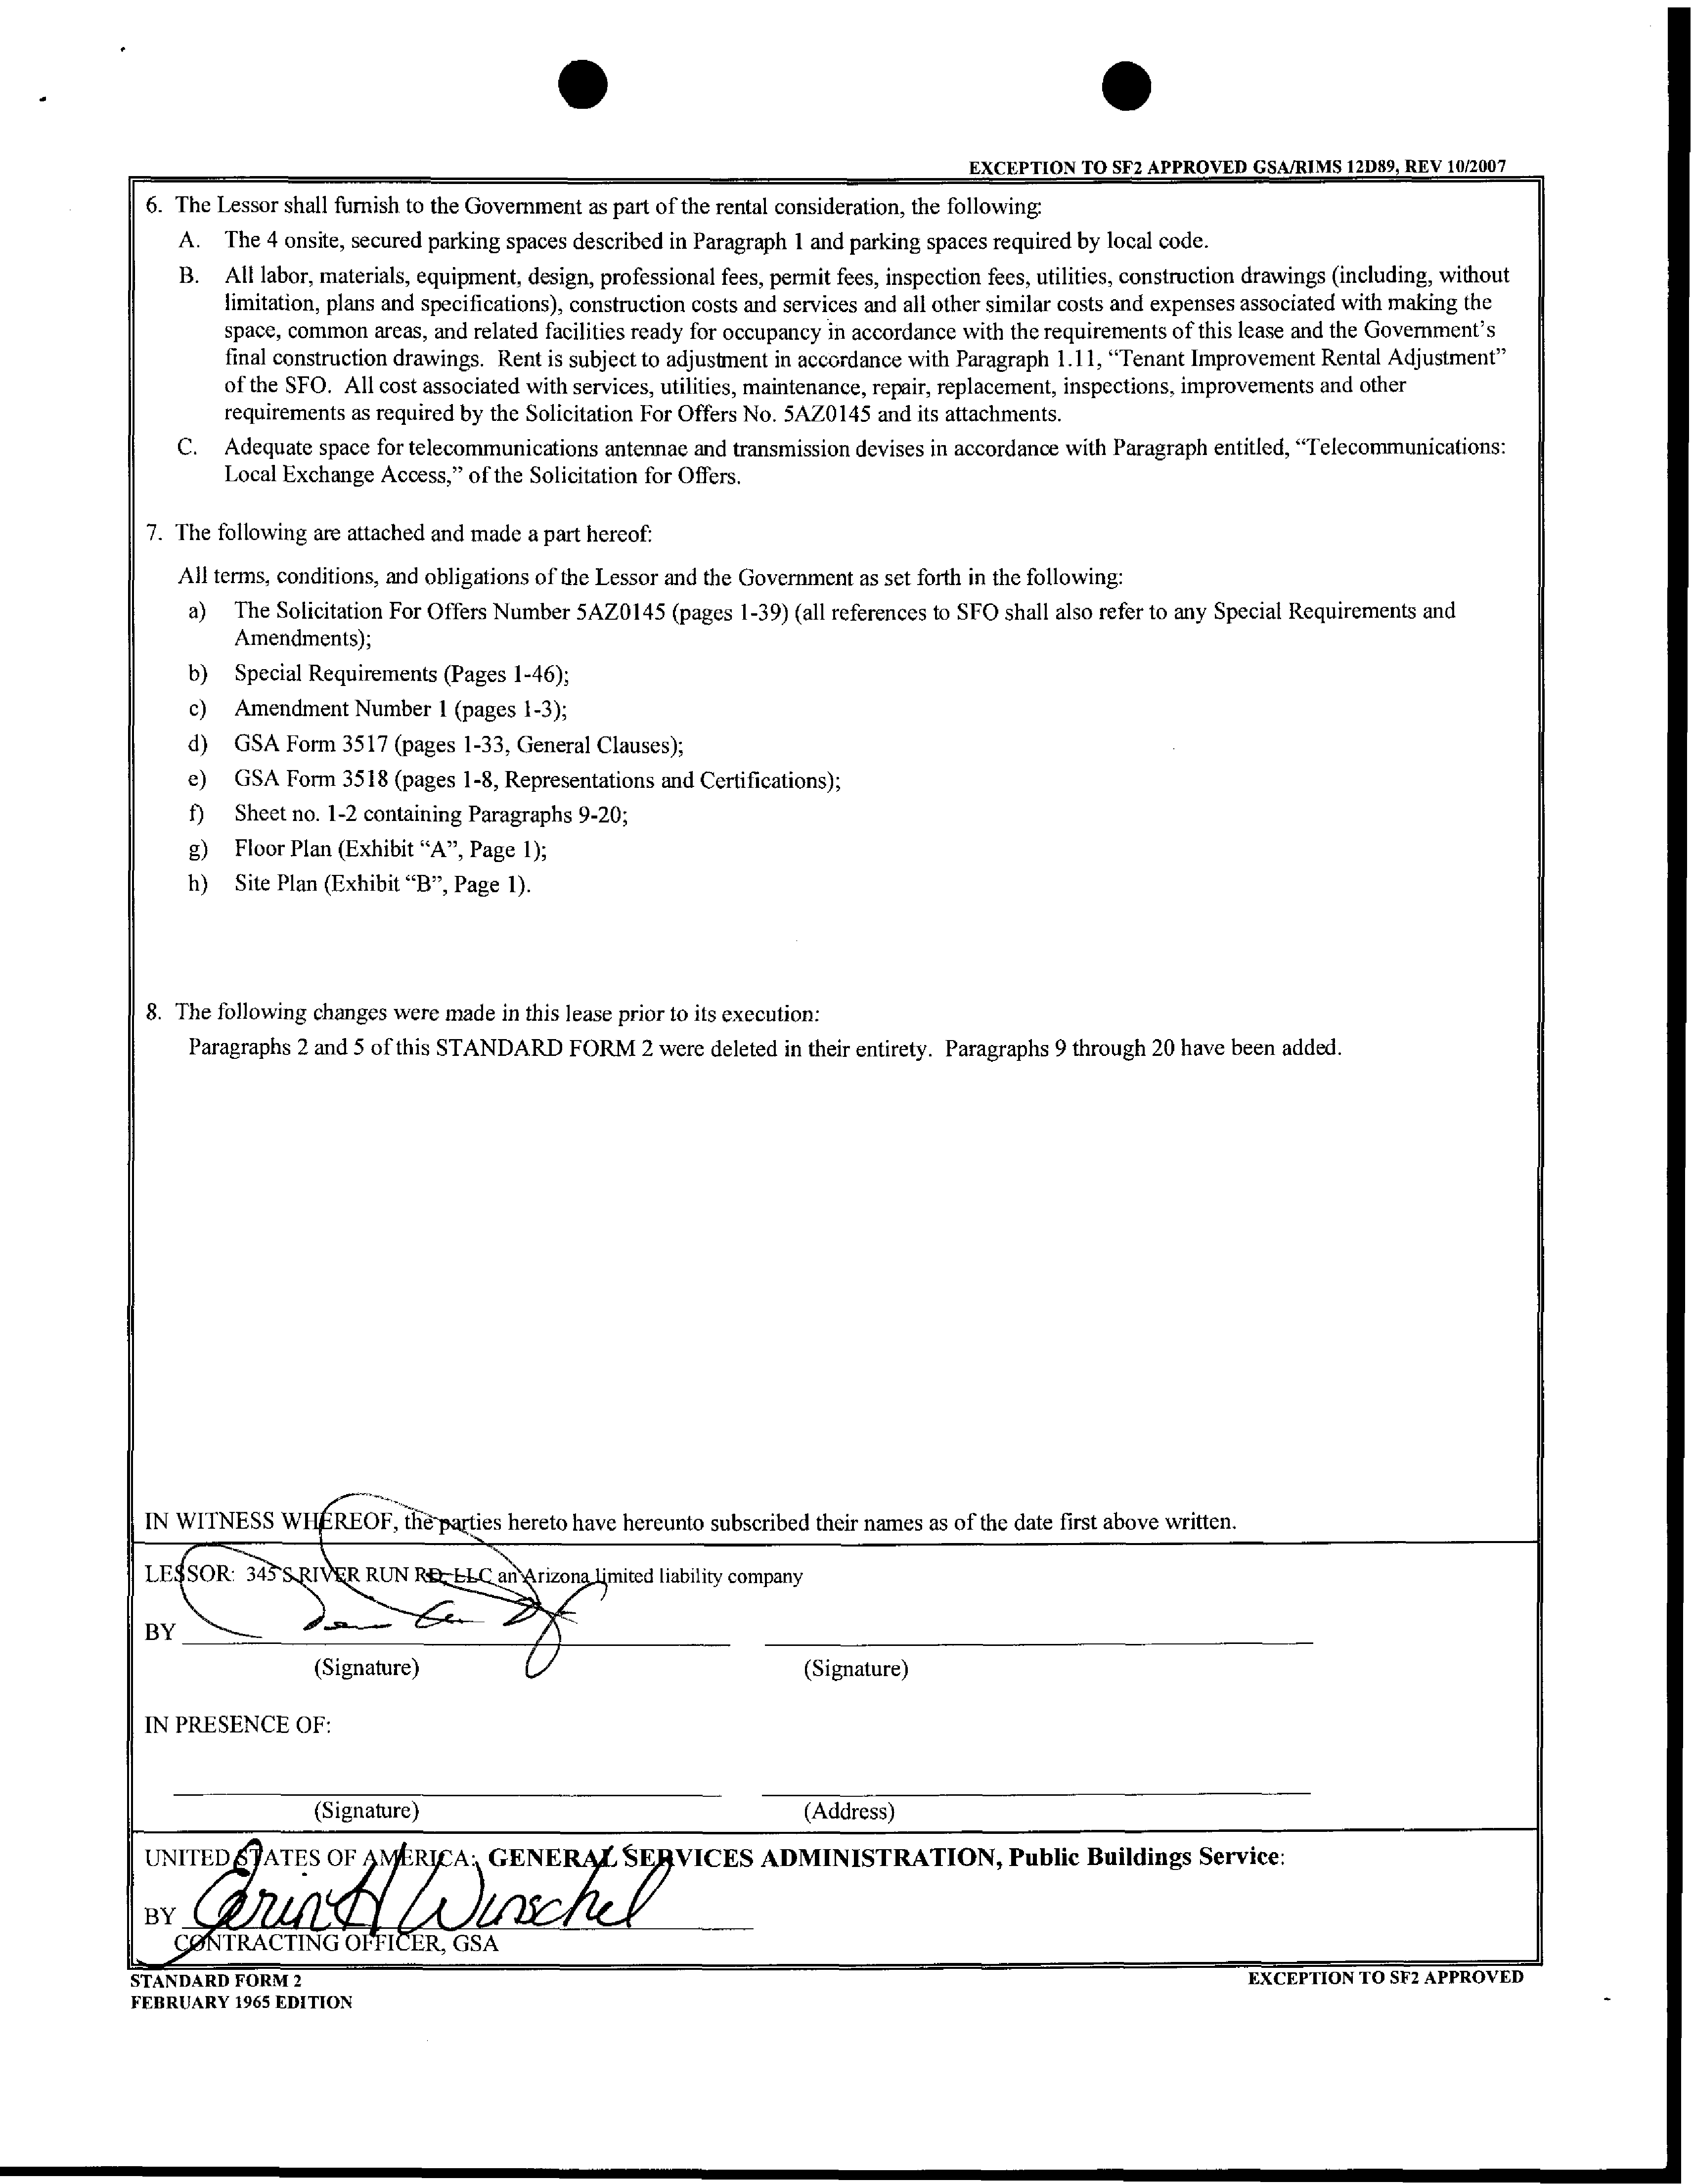 EXCEPTION TO SF2 APPROVED GSA/RIMS 12D89, REV 10/2007
6. The Lessor shall furnish to the Government as part of the rental consideration, the following:
A. The 4 onsite, secured parking spaces described in Paragraph 1 and parking spaces required by local code.
B. All labor, materials, equipment, design, professional fees, permit fees, inspection fees, utilities, construction drawings (including, without
limitation, plans and specifications), construction costs and services and all other similar costs and expenses associated with making the
space, common areas, and related facilities ready for occupancy in accordance with the requirements of this lease and the Government's
final construction drawings. Rent is subject to adjustment in accordance with Paragraph 1.11, “Tenant Improvement Rental Adjustment”
of the SFO. All cost associated with services, utilities, maintenance, repair, replacement, inspections, improvements and other
requirements as required by the Solicitation For Offers No. 5AZ0145 and its attachments.
C. Adequate space for telecommunications antennae and transmission devises in accordance with Paragraph entitled, “Telecommunications:
Local Exchange Access,” of the Solicitation for Offers.
7. The following are attached and made a part hereof:
All terms, conditions, and obligations of the Lessor and the Government as set forth in the following:
a) The Solicitation For Offers Number 5AZ0145 (pages 1-39) (all references to SFO shall also refer to any Special Requirements and
Amendments);
b) Special Requirements (Pages 1-46);
c) Amendment Number 1 (pages 1-3);
d) GSA Form 3517 (pages 1-33, General Clauses);
e) GSA Form 3518 (pages 1-8, Representations and Certifications);
f) Sheet no. 1-2 containing Paragraphs 9-20;
g) Floor Plan (Exhibit “A”, Page 1);
h) Site Plan (Exhibit “B”, Page 1).
8. The following changes were made in this lease prior to its execution:
Paragraphs 2 and 5 of this STANDARD FORM 2 were deleted in their entirety. Paragraphs 9 through 20 have been added.
IN WITNESS WHEREOF, the parties hereto have hereunto subscribed their names as of the date first above written.
LESSOR: 345 S RIVER RUN RD, LLC an Arizona limited liability company
BY
(Signature) (Signature)
IN PRESENCE OF:
(Signature) (Address)
UNITED STATES OF AMERICA: GENERAL SERVICES ADMINISTRATION, Public Buildings Service:
BY Erin H Winschel
CONTRACTING OFFICER, GSA
STANDARD FORM 2 EXCEPTION TO SF2 APPROVED
FEBRUARY 1965 EDITION